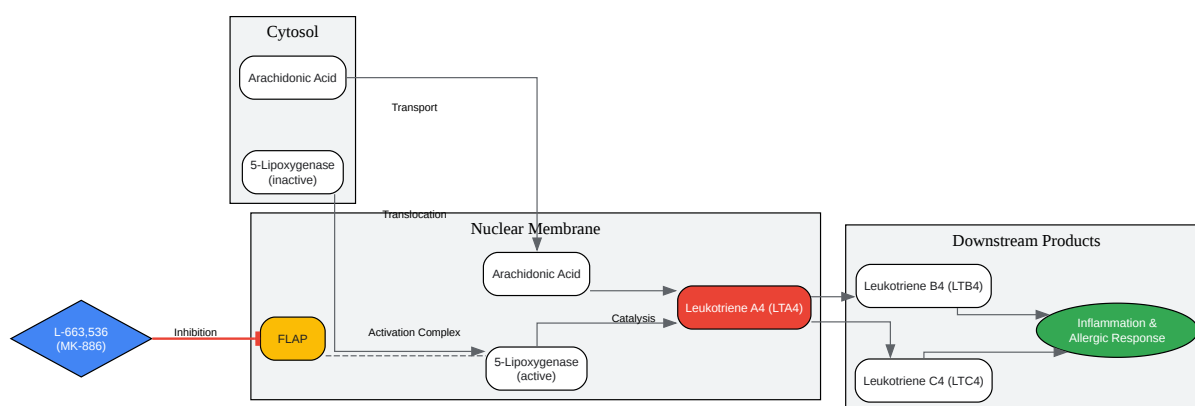 Cytosol
Arachidonic Acid
Transport
5-Lipoxygenase
(inactive)
Translocation
Nuclear Membrane
Arachidonic Acid
Leukotriene A4 (LTA4)
Catalysis
Activation Complex
5-Lipoxygenase
(active)
FLAP
Inhibition
L-663,536
(MK-886)
Downstream Products
Leukotriene B4 (LTB4)
Inflammation &
Allergic Response
Leukotriene C4 (LTC4)